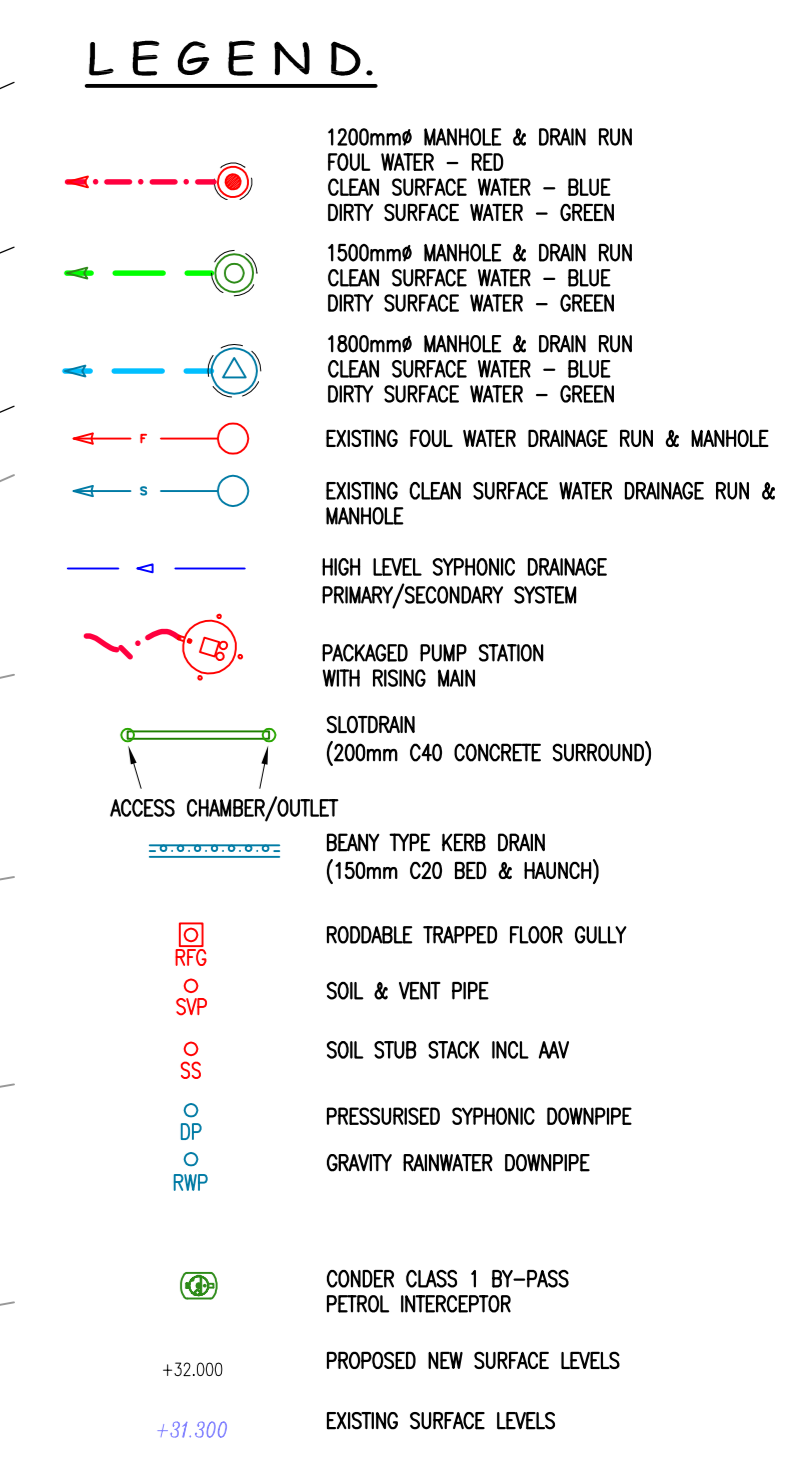 LEGEND.
1200mmø MANHOLE & DRAIN RUN
FOUL WATER – RED
CLEAN SURFACE WATER – BLUE
DIRTY SURFACE WATER – GREEN
1500mmø MANHOLE & DRAIN RUN
CLEAN SURFACE WATER – BLUE
DIRTY SURFACE WATER – GREEN
1800mmø MANHOLE & DRAIN RUN
CLEAN SURFACE WATER – BLUE
DIRTY SURFACE WATER – GREEN
F
EXISTING FOUL WATER DRAINAGE RUN & MANHOLE
S
EXISTING CLEAN SURFACE WATER DRAINAGE RUN &
MANHOLE
HIGH LEVEL SYPHONIC DRAINAGE
PRIMARY/SECONDARY SYSTEM
PACKAGED PUMP STATION
WITH RISING MAIN
SLOTDRAIN
(200mm C40 CONCRETE SURROUND)
ACCESS CHAMBER/OUTLET
BEANY TYPE KERB DRAIN
(150mm C20 BED & HAUNCH)
RFG
RODDABLE TRAPPED FLOOR GULLY
SVP
SOIL & VENT PIPE
SS
SOIL STUB STACK INCL AAV
DP
PRESSURISED SYPHONIC DOWNPIPE
RWP
GRAVITY RAINWATER DOWNPIPE
CONDER CLASS 1 BY–PASS
PETROL INTERCEPTOR
+32.000
PROPOSED NEW SURFACE LEVELS
+31.300
EXISTING SURFACE LEVELS